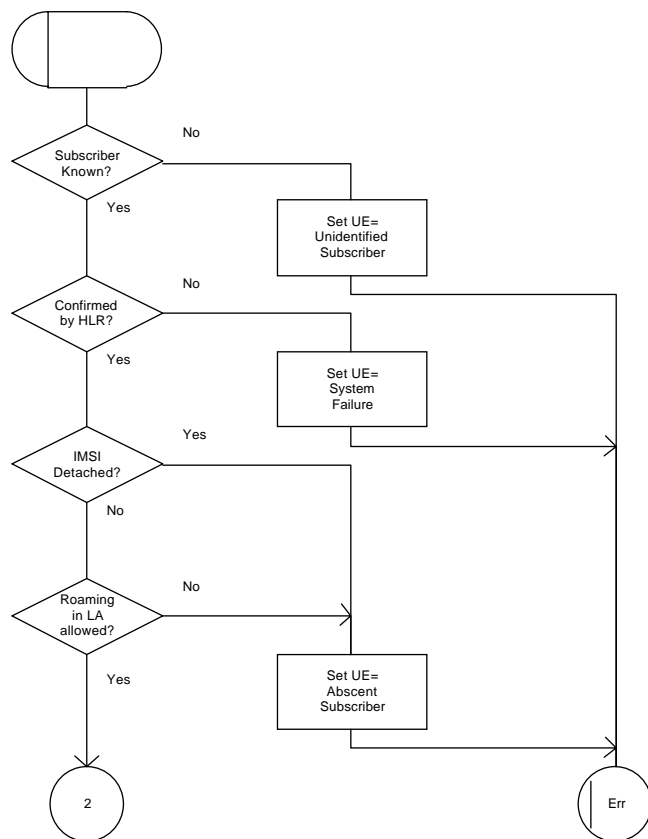 No
Subscriber
Known?
Yes
Set UE=
Unidentified
Subscriber
No
Confirmed
by HLR?
Yes
Set UE=
System
Failure
Yes
IMSI
Detached?
No
No
Roaming
in LA
allowed?
Yes
Set UE=
Abscent
Subscriber
2
Err